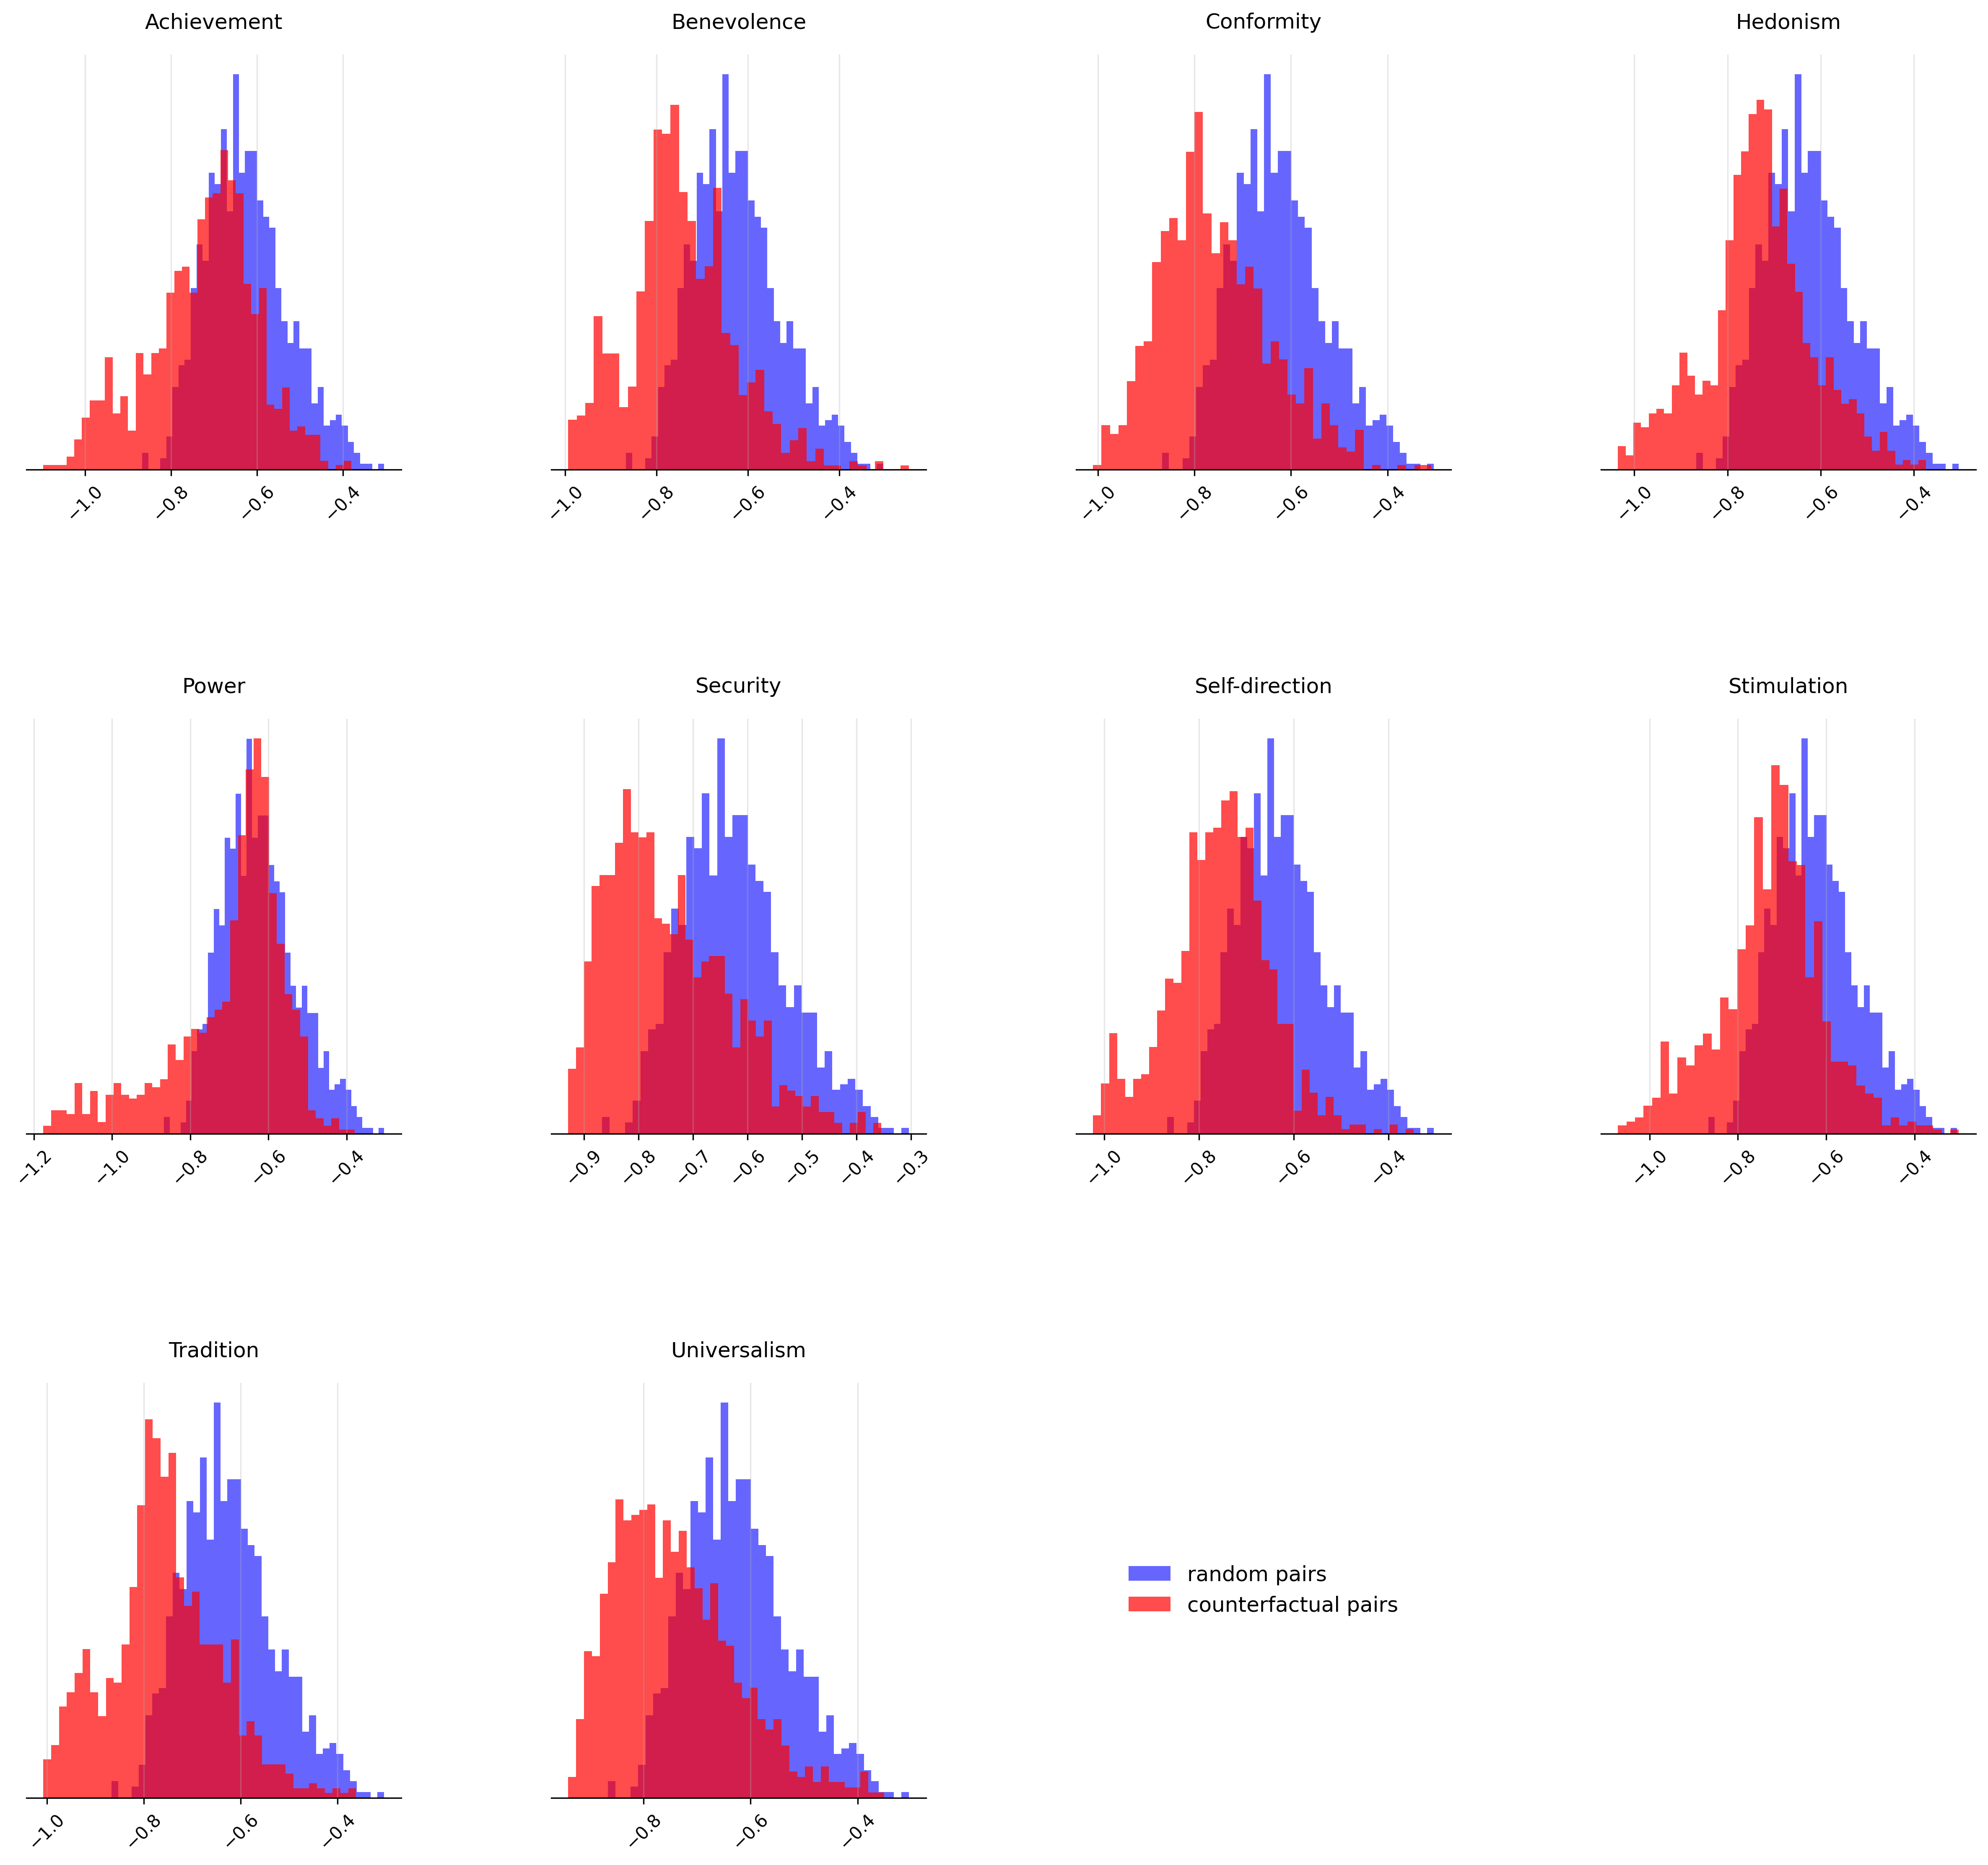 Achievement
Benevolence
Conformity
Hedonism
−1.0 −0.8 −0.6 −0.4
−1.0 −0.8 −0.6 −0.4
−1.0 −0.8 −0.6 −0.4
−1.0 −0.8 −0.6 −0.4
Power
Security
Self-direction
Stimulation
−1.2 −1.0 −0.8 −0.6 −0.4
−0.9 −0.8 −0.7 −0.6 −0.5 −0.4 −0.3
−1.0 −0.8 −0.6 −0.4
−1.0 −0.8 −0.6 −0.4
Tradition
Universalism
random pairs
counterfactual pairs
−1.0 −0.8 −0.6 −0.4
−0.8 −0.6 −0.4